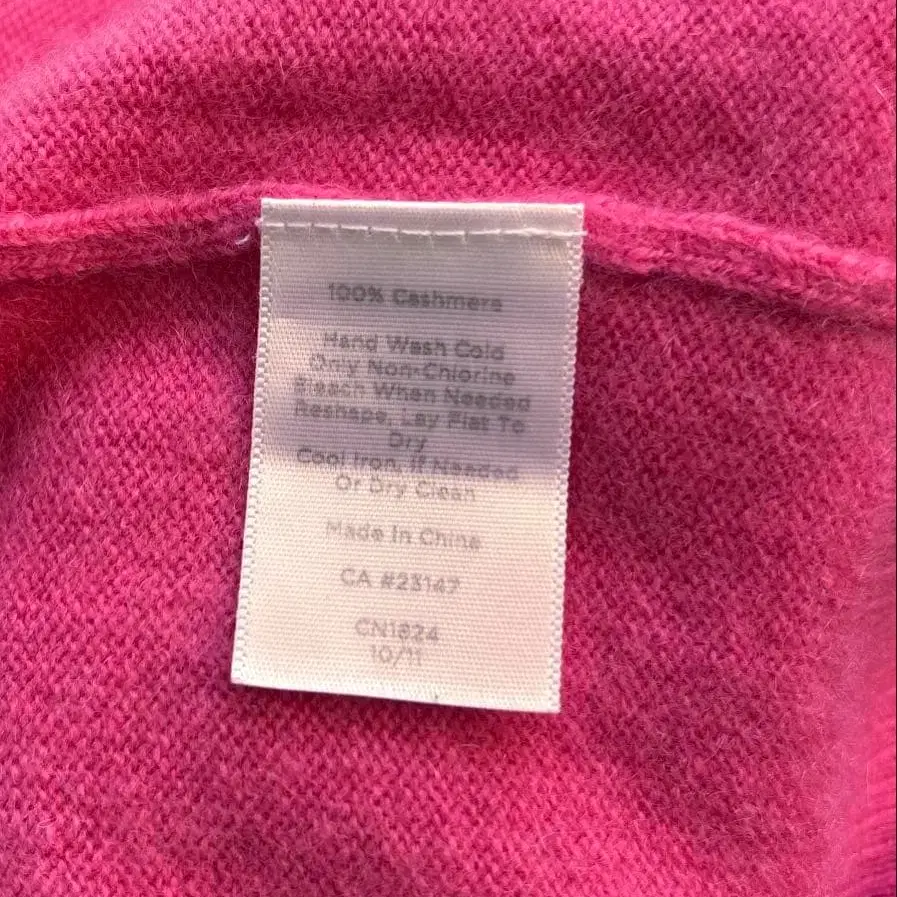 100% Cashmere
Hand Wash Cold
Only Non-Chlorine
Bleach When Needed
Reshape, Lay Flat To
Dry
Cool Iron, If Needed
Or Dry Clean
Made In China
CA #23147
CN1824
10/11